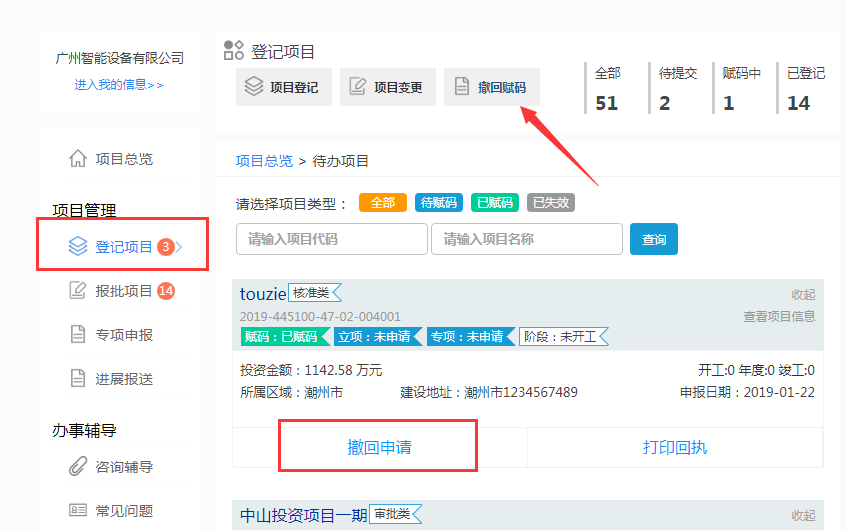 广州智能设备有限公司
进入我的信息>>
项目总览
项目管理
登记项目 3
报批项目 14
专项申报
进展报送
办事辅导
咨询辅导
常见问题
登记项目
项目登记 项目变更 撤回赋码
全部 待提交 赋码中 已登记
51 2 1 14
项目总览 > 待办项目
请选择项目类型： 全部 待赋码 已赋码 已失效
请输入项目代码 请输入项目名称 查询
touzie 核准类 收起
2019-445100-47-02-004001 查看项目信息
赋码：已赋码 立项：未申请 专项：未申请 阶段：未开工
投资金额：1142.58 万元 开工:0 年度:0 竣工:0
所属区域：潮州市 建设地址：潮州市1234567489 申报日期：2019-01-22
撤回申请 打印回执
中山投资项目一期 审批类 收起